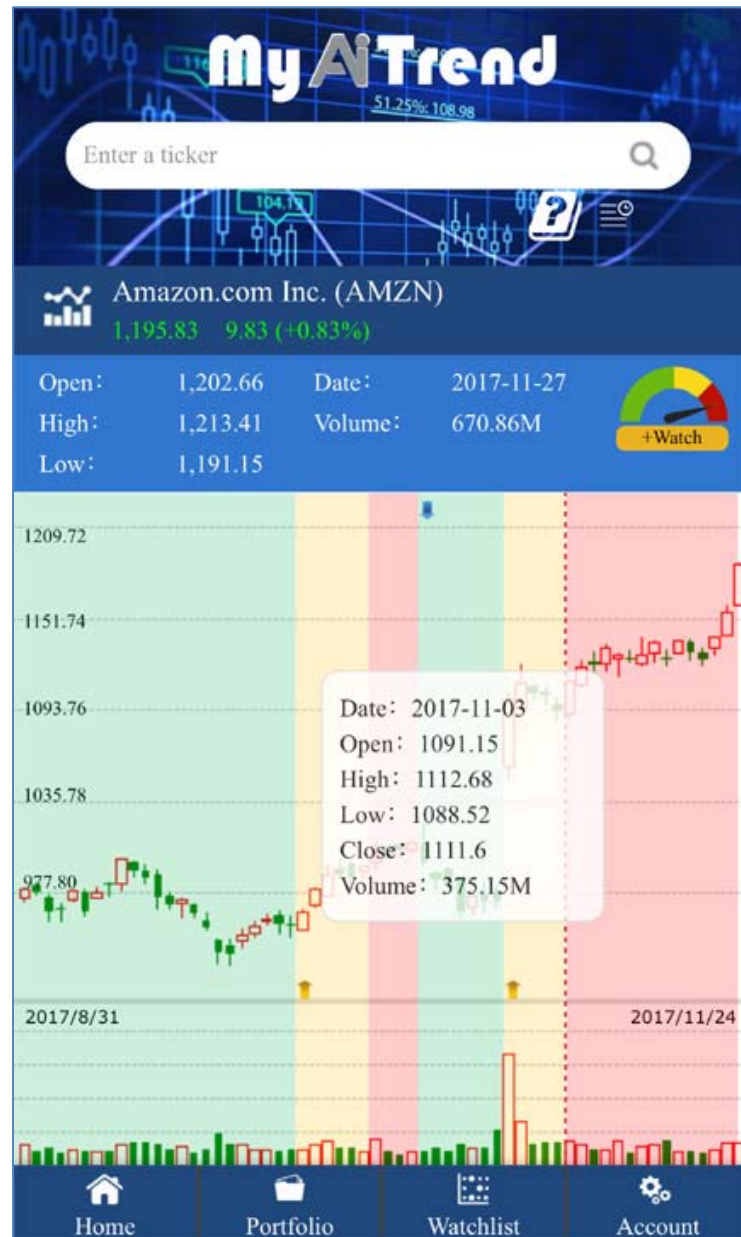 My Ai Trend
51.25%: 108.98
Enter a ticker
104.19
?
Amazon.com Inc. (AMZN)
1,195.83 9.83 (+0.83%)
Open: 1,202.66 Date: 2017-11-27
High: 1,213.41 Volume: 670.86M
Low: 1,191.15
+Watch
1209.72
1151.74
1093.76
1035.78
977.80
Date: 2017-11-03
Open: 1091.15
High: 1112.68
Low: 1088.52
Close: 1111.6
Volume: 375.15M
2017/8/31 2017/11/24
Home Portfolio Watchlist Account